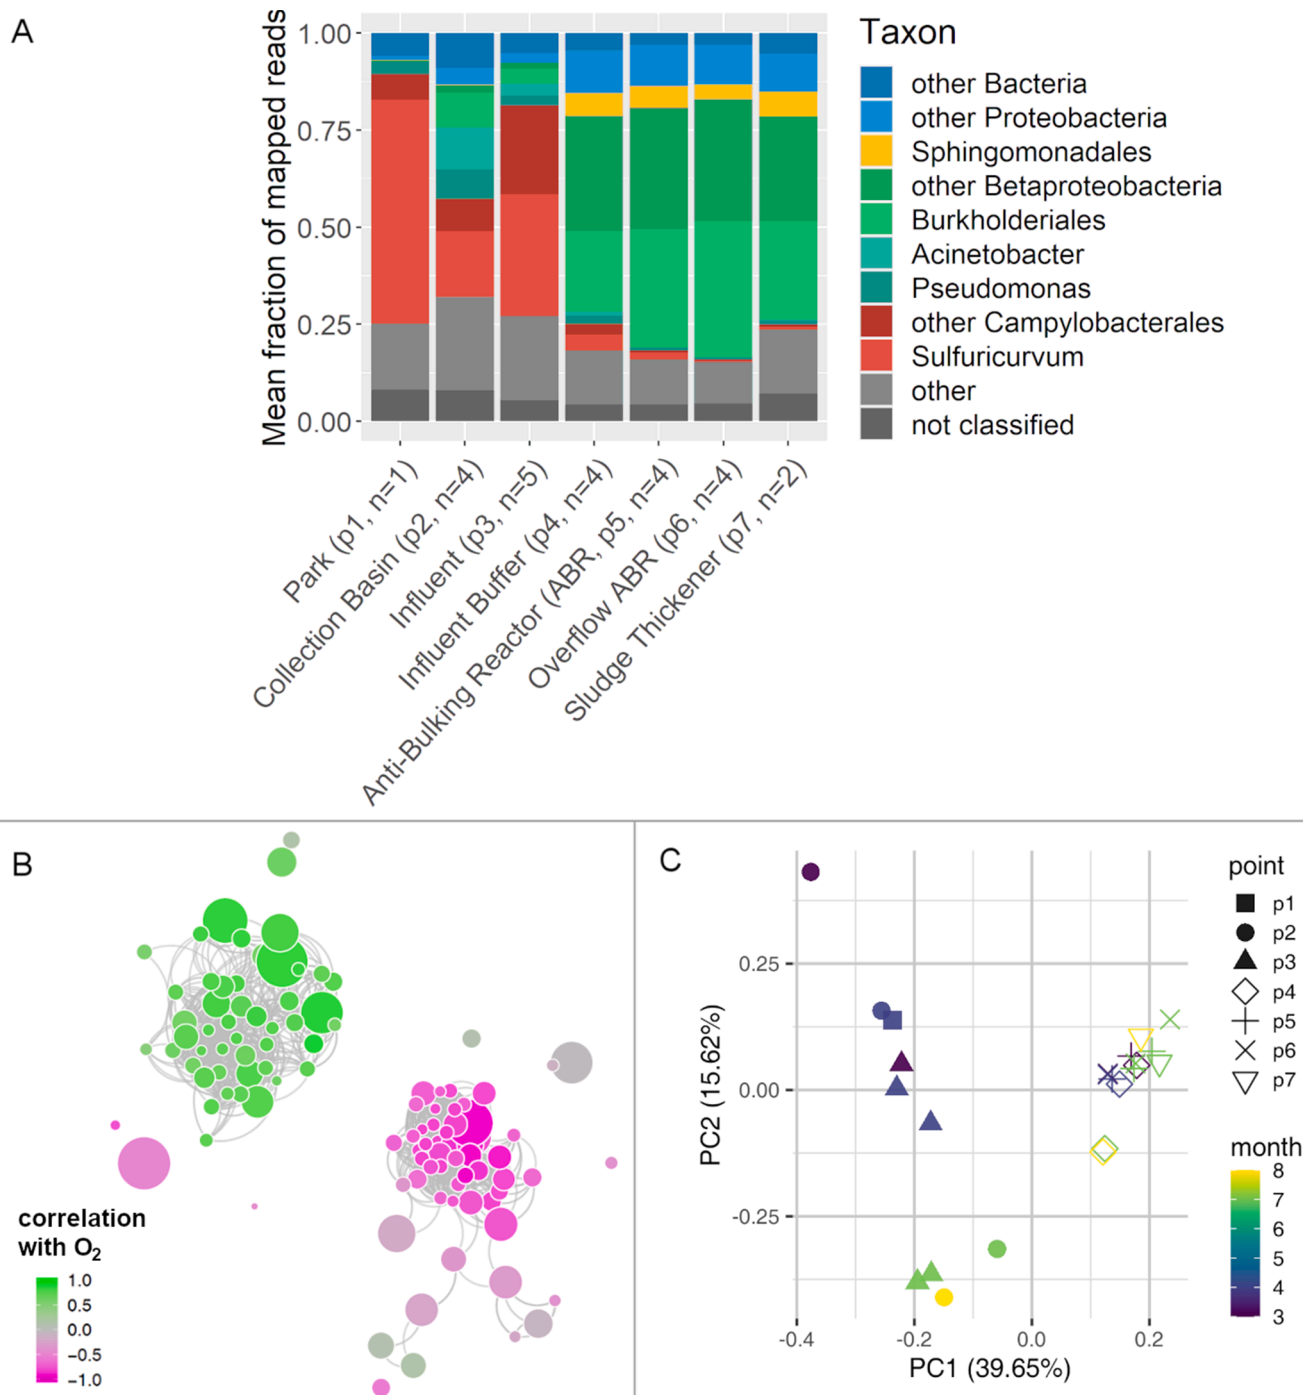 A
Mean fraction of mapped reads
1.00
0.75
0.50
0.25
0.00
Park (p1, n=1)
Collection Basin (p2, n=4)
Influent (p3, n=5)
Influent Buffer (p4, n=4)
Anti-Bulking Reactor (ABR, p5, n=4)
Overflow ABR (p6, n=4)
Sludge Thickener (p7, n=2)
Taxon
other Bacteria
other Proteobacteria
Sphingomonadales
other Betaproteobacteria
Burkholderiales
Acinetobacter
Pseudomonas
other Campylobacterales
Sulfuricurvum
other
not classified
B
correlation
with O₂
1.0
0.5
0.0
-0.5
-1.0
C
PC2 (15.62%)
0.25
0.00
-0.25
-0.4
-0.2
0.0
0.2
PC1 (39.65%)
point
p1
p2
p3
p4
p5
p6
p7
month
8
7
6
5
4
3